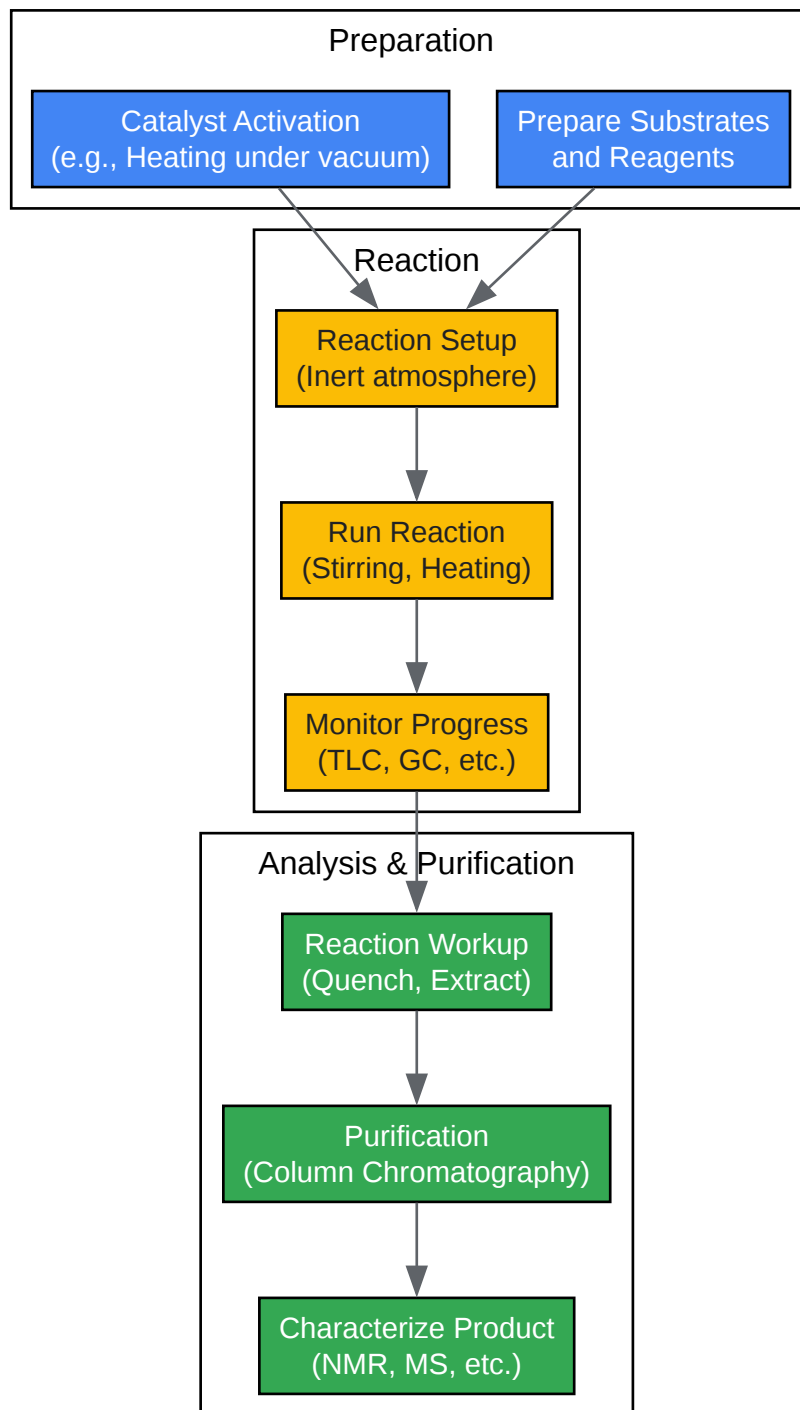 Preparation
Catalyst Activation
(e.g., Heating under vacuum)
Prepare Substrates
and Reagents
Reaction
Reaction Setup
(Inert atmosphere)
Run Reaction
(Stirring, Heating)
Monitor Progress
(TLC, GC, etc.)
Analysis & Purification
Reaction Workup
(Quench, Extract)
Purification
(Column Chromatography)
Characterize Product
(NMR, MS, etc.)